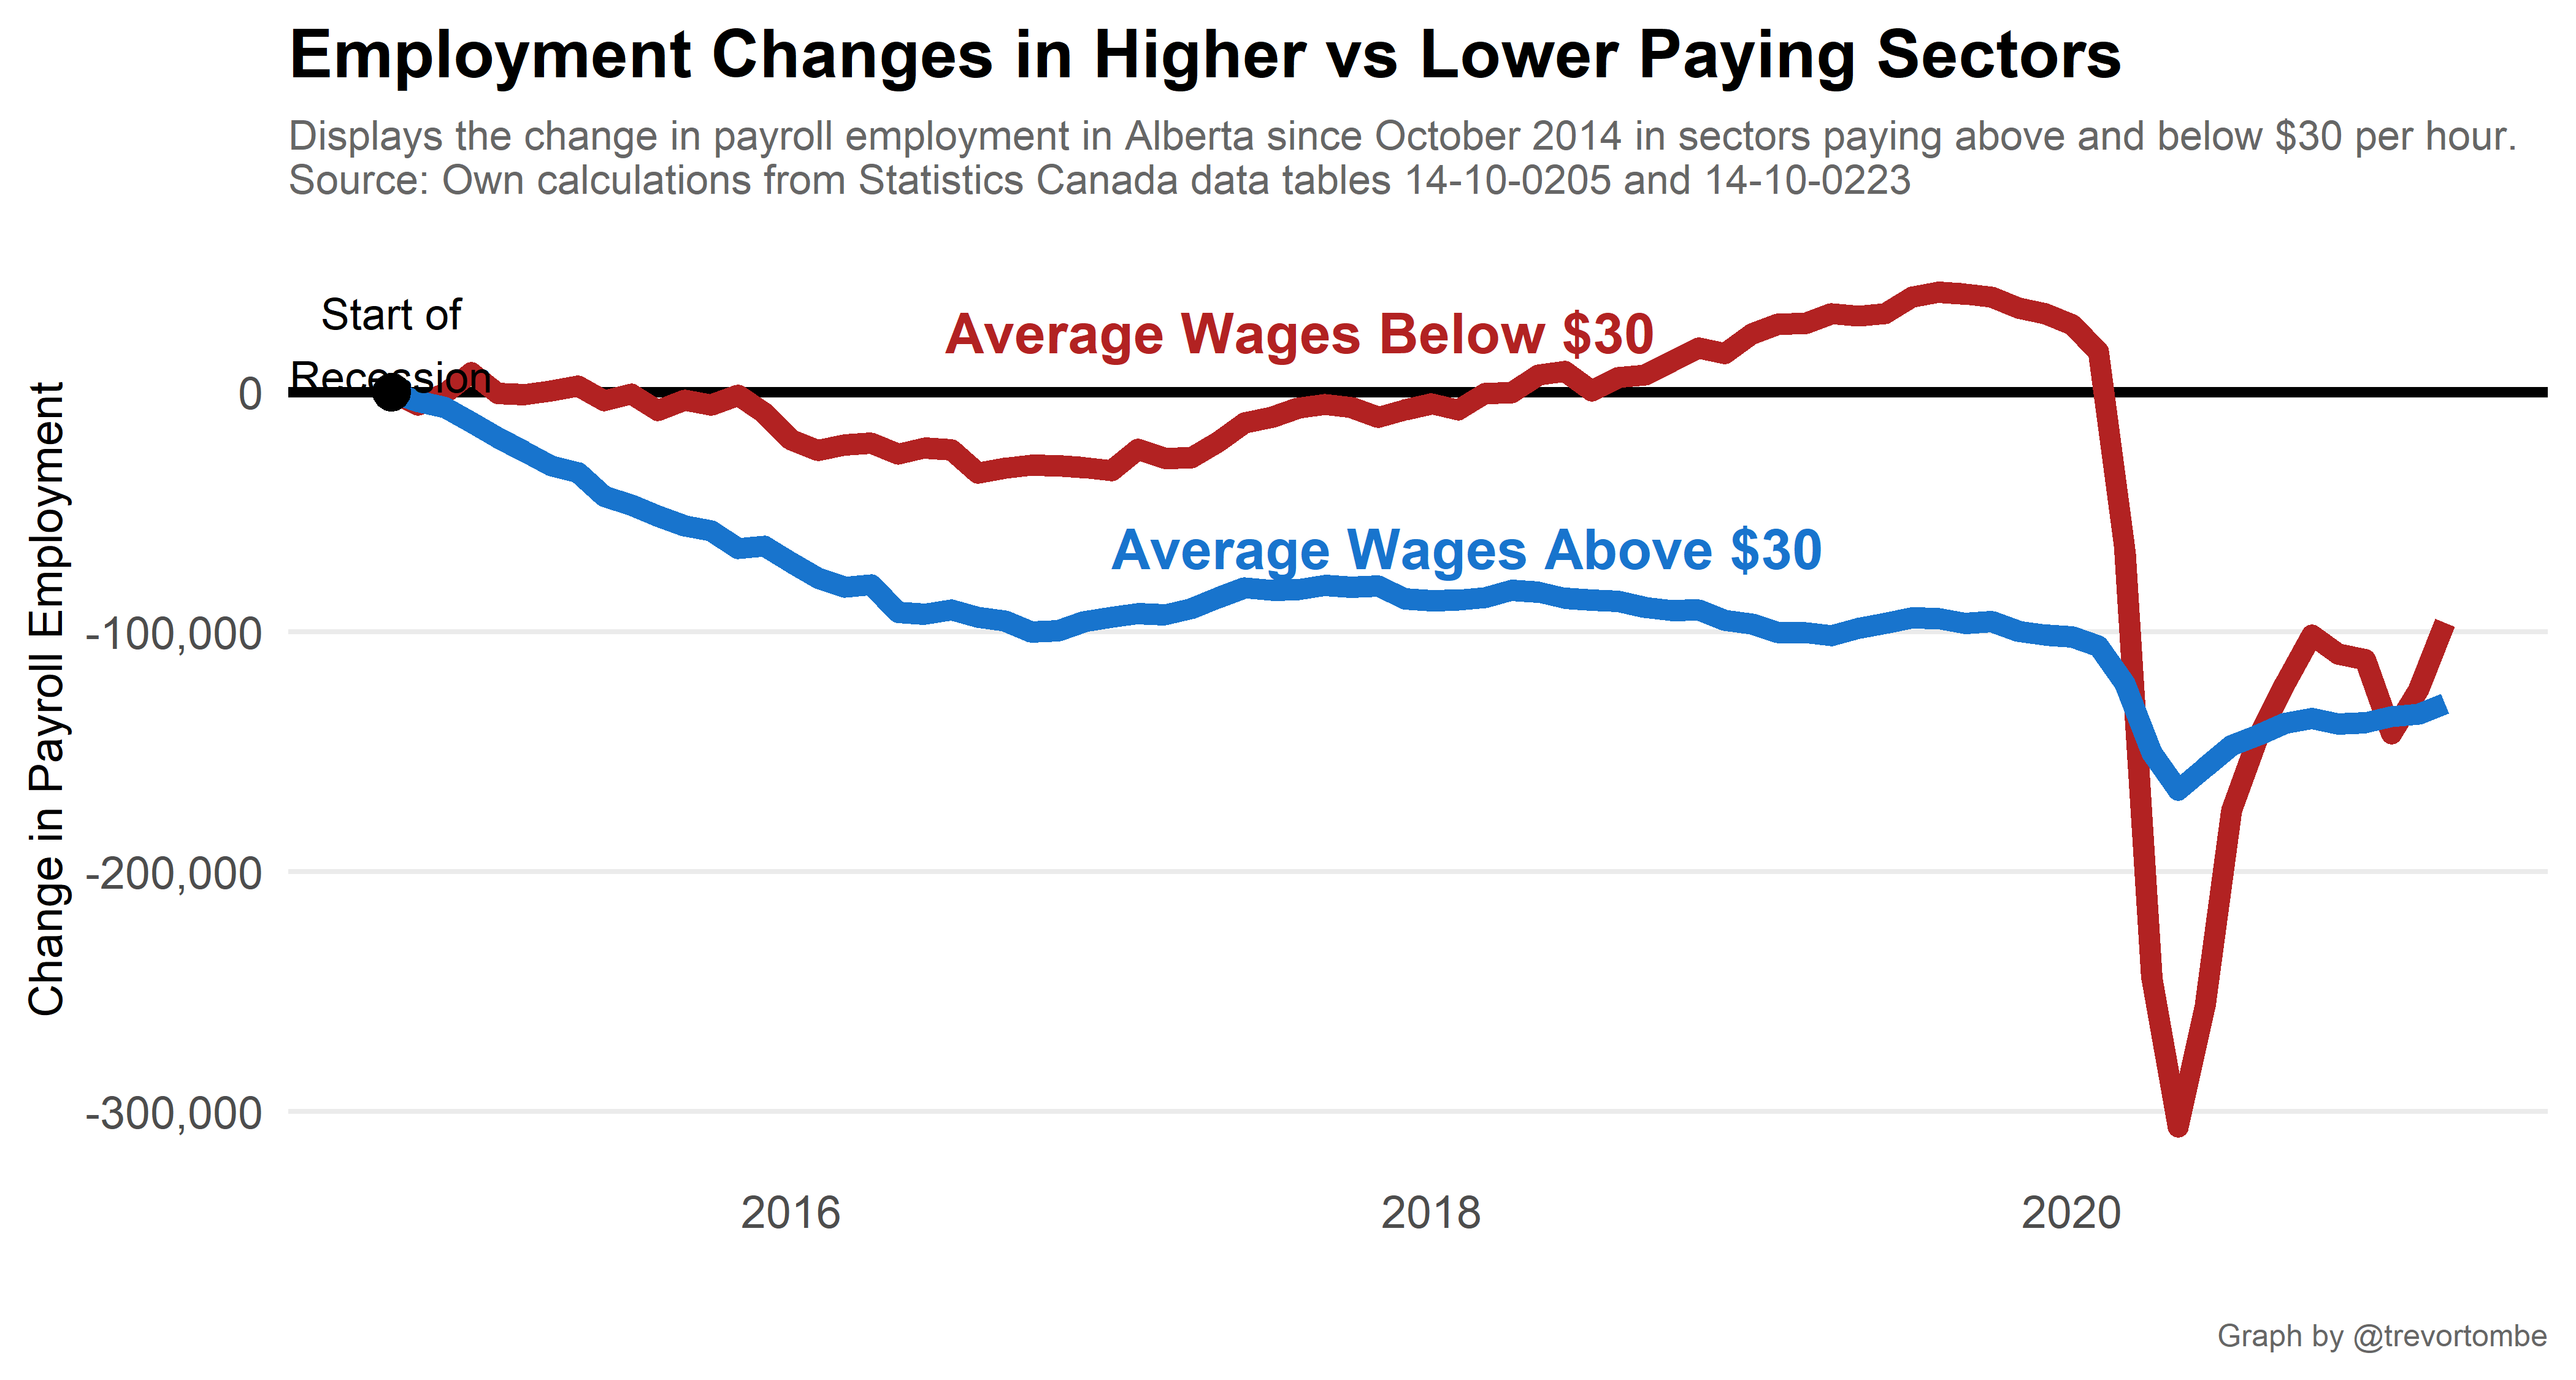 Employment Changes in Higher vs Lower Paying Sectors
Displays the change in payroll employment in Alberta since October 2014 in sectors paying above and below $30 per hour.
Source: Own calculations from Statistics Canada data tables 14-10-0205 and 14-10-0223
Start of
Recession
Average Wages Below $30
Average Wages Above $30
Change in Payroll Employment
0
-100,000
-200,000
-300,000
2016
2018
2020
Graph by @trevortombe